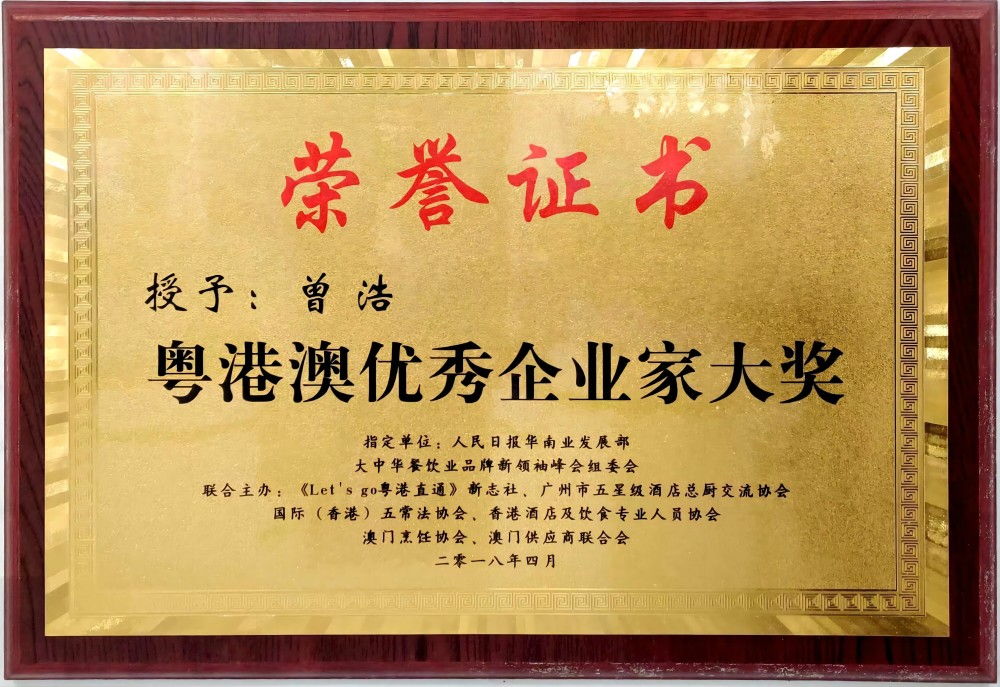 荣誉证书
授予：曾浩
粤港澳优秀企业家大奖
指定单位：人民日报华南业发展部
大中华餐饮业品牌新领袖峰会组委会
联合主办：《Let's go粤港直通》新志社、广州市五星级酒店总厨交流协会
国际（香港）五常法协会、香港酒店及饮食专业人员协会
澳门烹饪协会、澳门供应商联合会
二零一八年四月